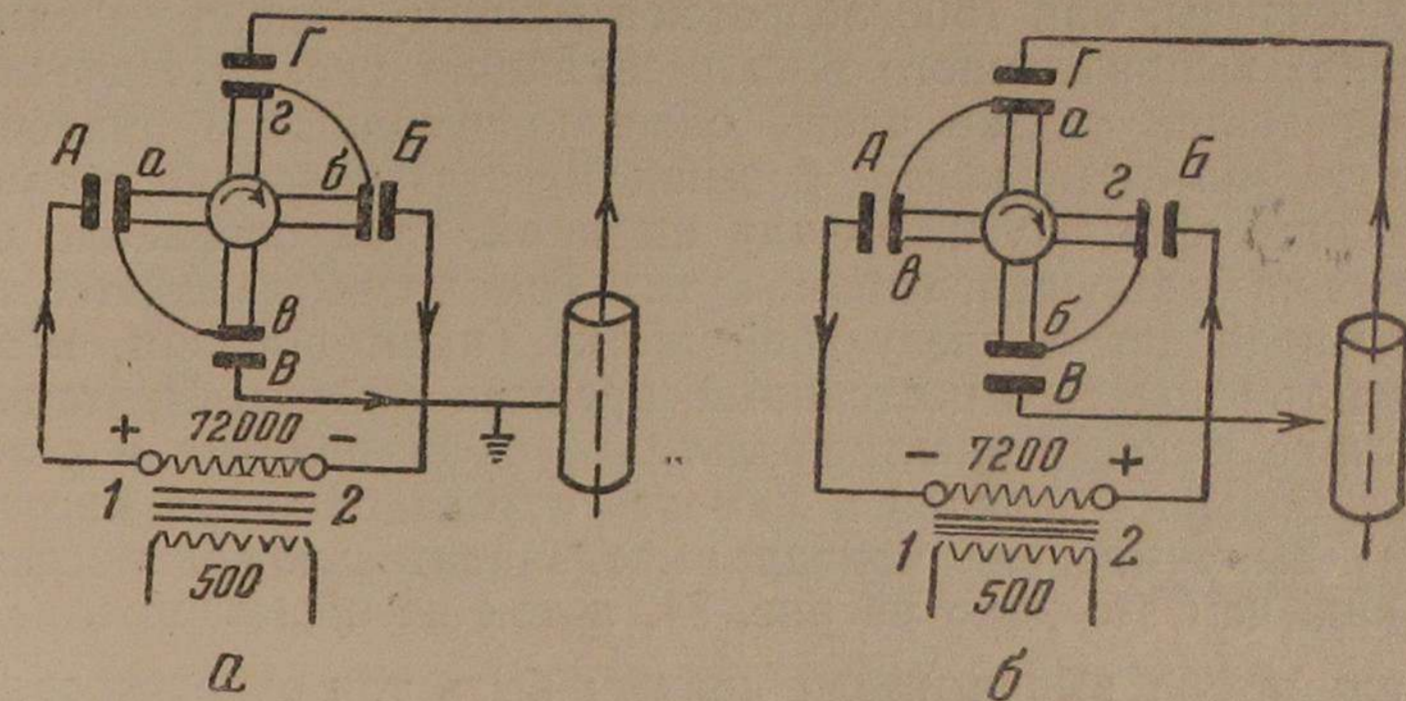 Г
г
А а б Б
в
В
+ 72000 -
1 2
500
а
Г
а
А г Б
в б
В
- 7200 +
1 2
500
б